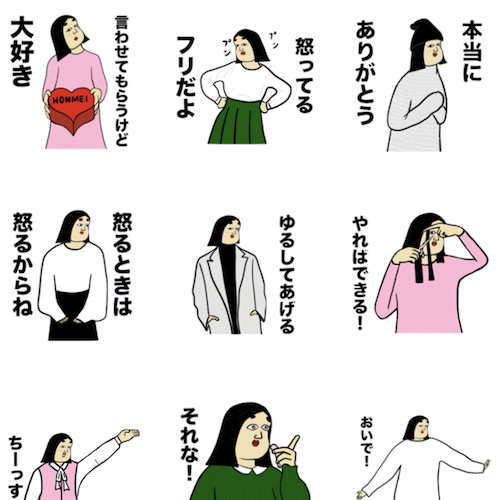 言わせてもらうけど
大好き
HONMEI
怒ってる
フリだよ
プン
プン
本当に
ありがとう
怒るときは
怒るからね
ゆるしてあげる
やればできる！
ちーっす
それな！
おいで！